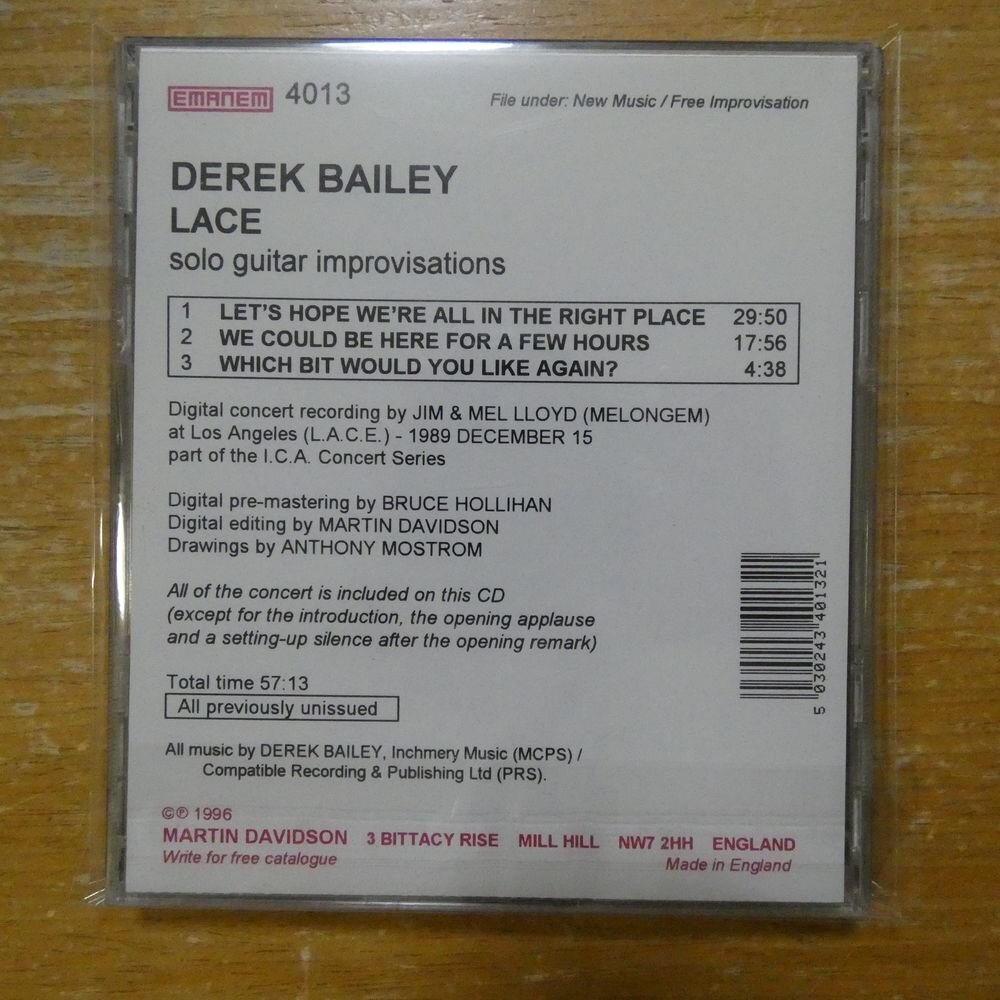 EMANEM 4013 File under: New Music / Free Improvisation
DEREK BAILEY
LACE
solo guitar improvisations
1 LET'S HOPE WE'RE ALL IN THE RIGHT PLACE 29:50
2 WE COULD BE HERE FOR A FEW HOURS 17:56
3 WHICH BIT WOULD YOU LIKE AGAIN? 4:38
Digital concert recording by JIM & MEL LLOYD (MELONGEM)
at Los Angeles (L.A.C.E.) - 1989 DECEMBER 15
part of the I.C.A. Concert Series
Digital pre-mastering by BRUCE HOLLIHAN
Digital editing by MARTIN DAVIDSON
Drawings by ANTHONY MOSTROM
All of the concert is included on this CD
(except for the introduction, the opening applause
and a setting-up silence after the opening remark)
Total time 57:13
All previously unissued
All music by DEREK BAILEY, Inchmery Music (MCPS) /
Compatible Recording & Publishing Ltd (PRS).
5 030243 401321
©℗ 1996
MARTIN DAVIDSON 3 BITTACY RISE MILL HILL NW7 2HH ENGLAND
Write for free catalogue Made in England